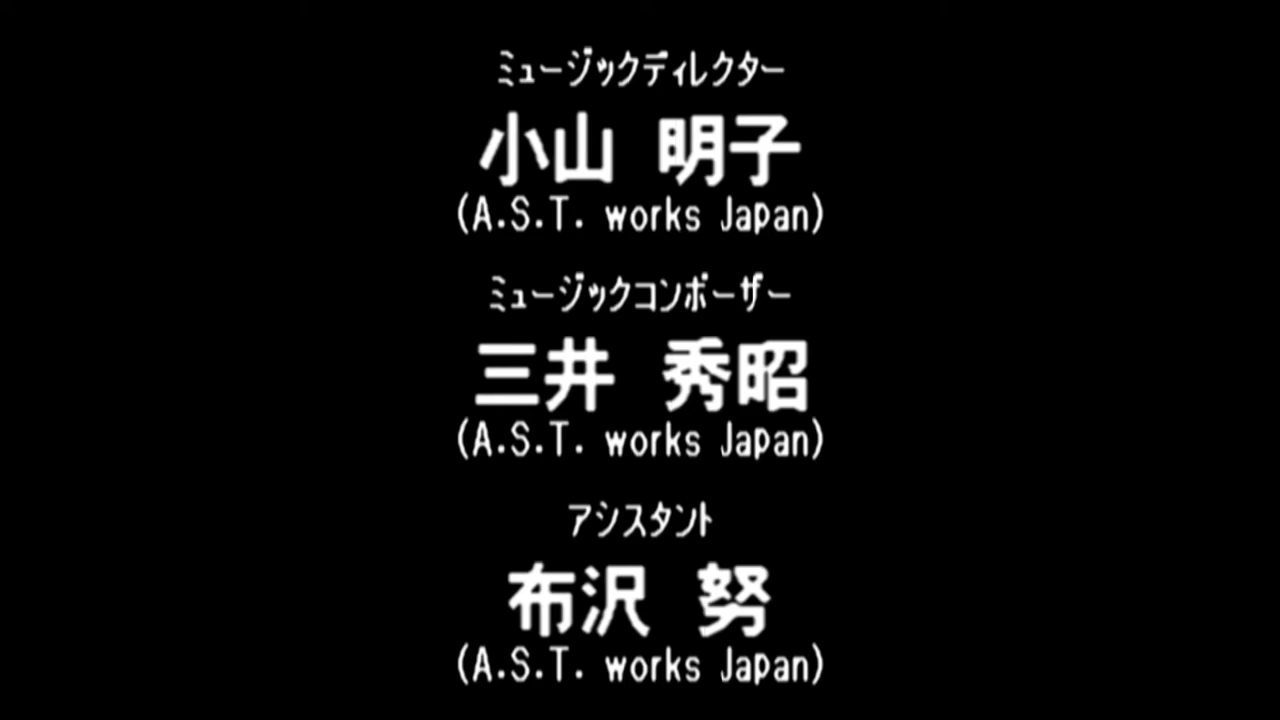 ミュージックディレクター
小山 明子
(A.S.T. works Japan)
ミュージックコンポーザー
三井 秀昭
(A.S.T. works Japan)
アシスタント
布沢 努
(A.S.T. works Japan)